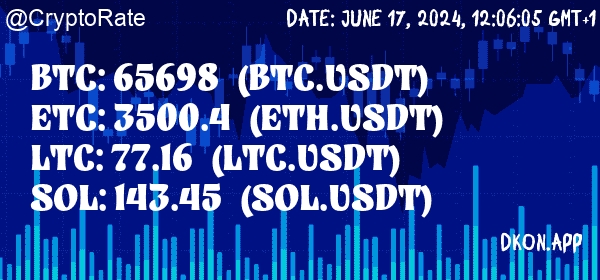 @CryptoRate
DATE: JUNE 17, 2024, 12:06:05 GMT+1
BTC: 65698 (BTC.USDT)
ETC: 3500.4 (ETH.USDT)
LTC: 77.16 (LTC.USDT)
SOL: 143.45 (SOL.USDT)
DKON.APP